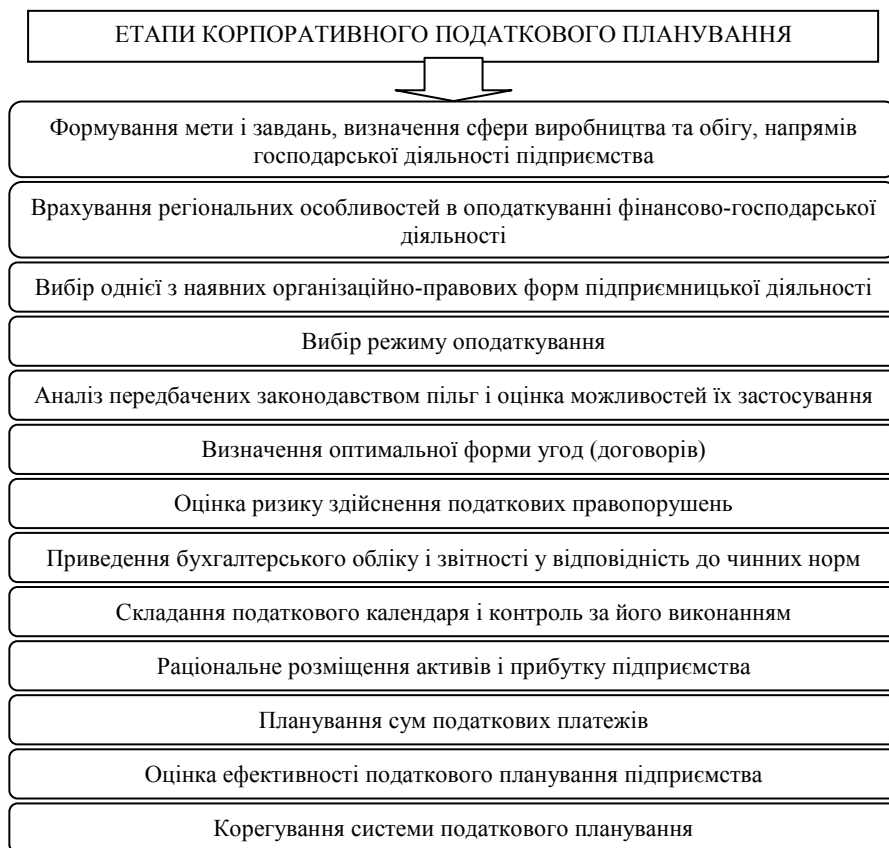 ЕТАПИ КОРПОРАТИВНОГО ПОДАТКОВОГО ПЛАНУВАННЯ
Формування мети і завдань, визначення сфери виробництва та обігу, напрямів
господарської діяльності підприємства
Врахування регіональних особливостей в оподаткуванні фінансово-господарської
діяльності
Вибір однієї з наявних організаційно-правових форм підприємницької діяльності
Вибір режиму оподаткування
Аналіз передбачених законодавством пільг і оцінка можливостей їх застосування
Визначення оптимальної форми угод (договорів)
Оцінка ризику здійснення податкових правопорушень
Приведення бухгалтерського обліку і звітності у відповідність до чинних норм
Складання податкового календаря і контроль за його виконанням
Раціональне розміщення активів і прибутку підприємства
Планування сум податкових платежів
Оцінка ефективності податкового планування підприємства
Корегування системи податкового планування